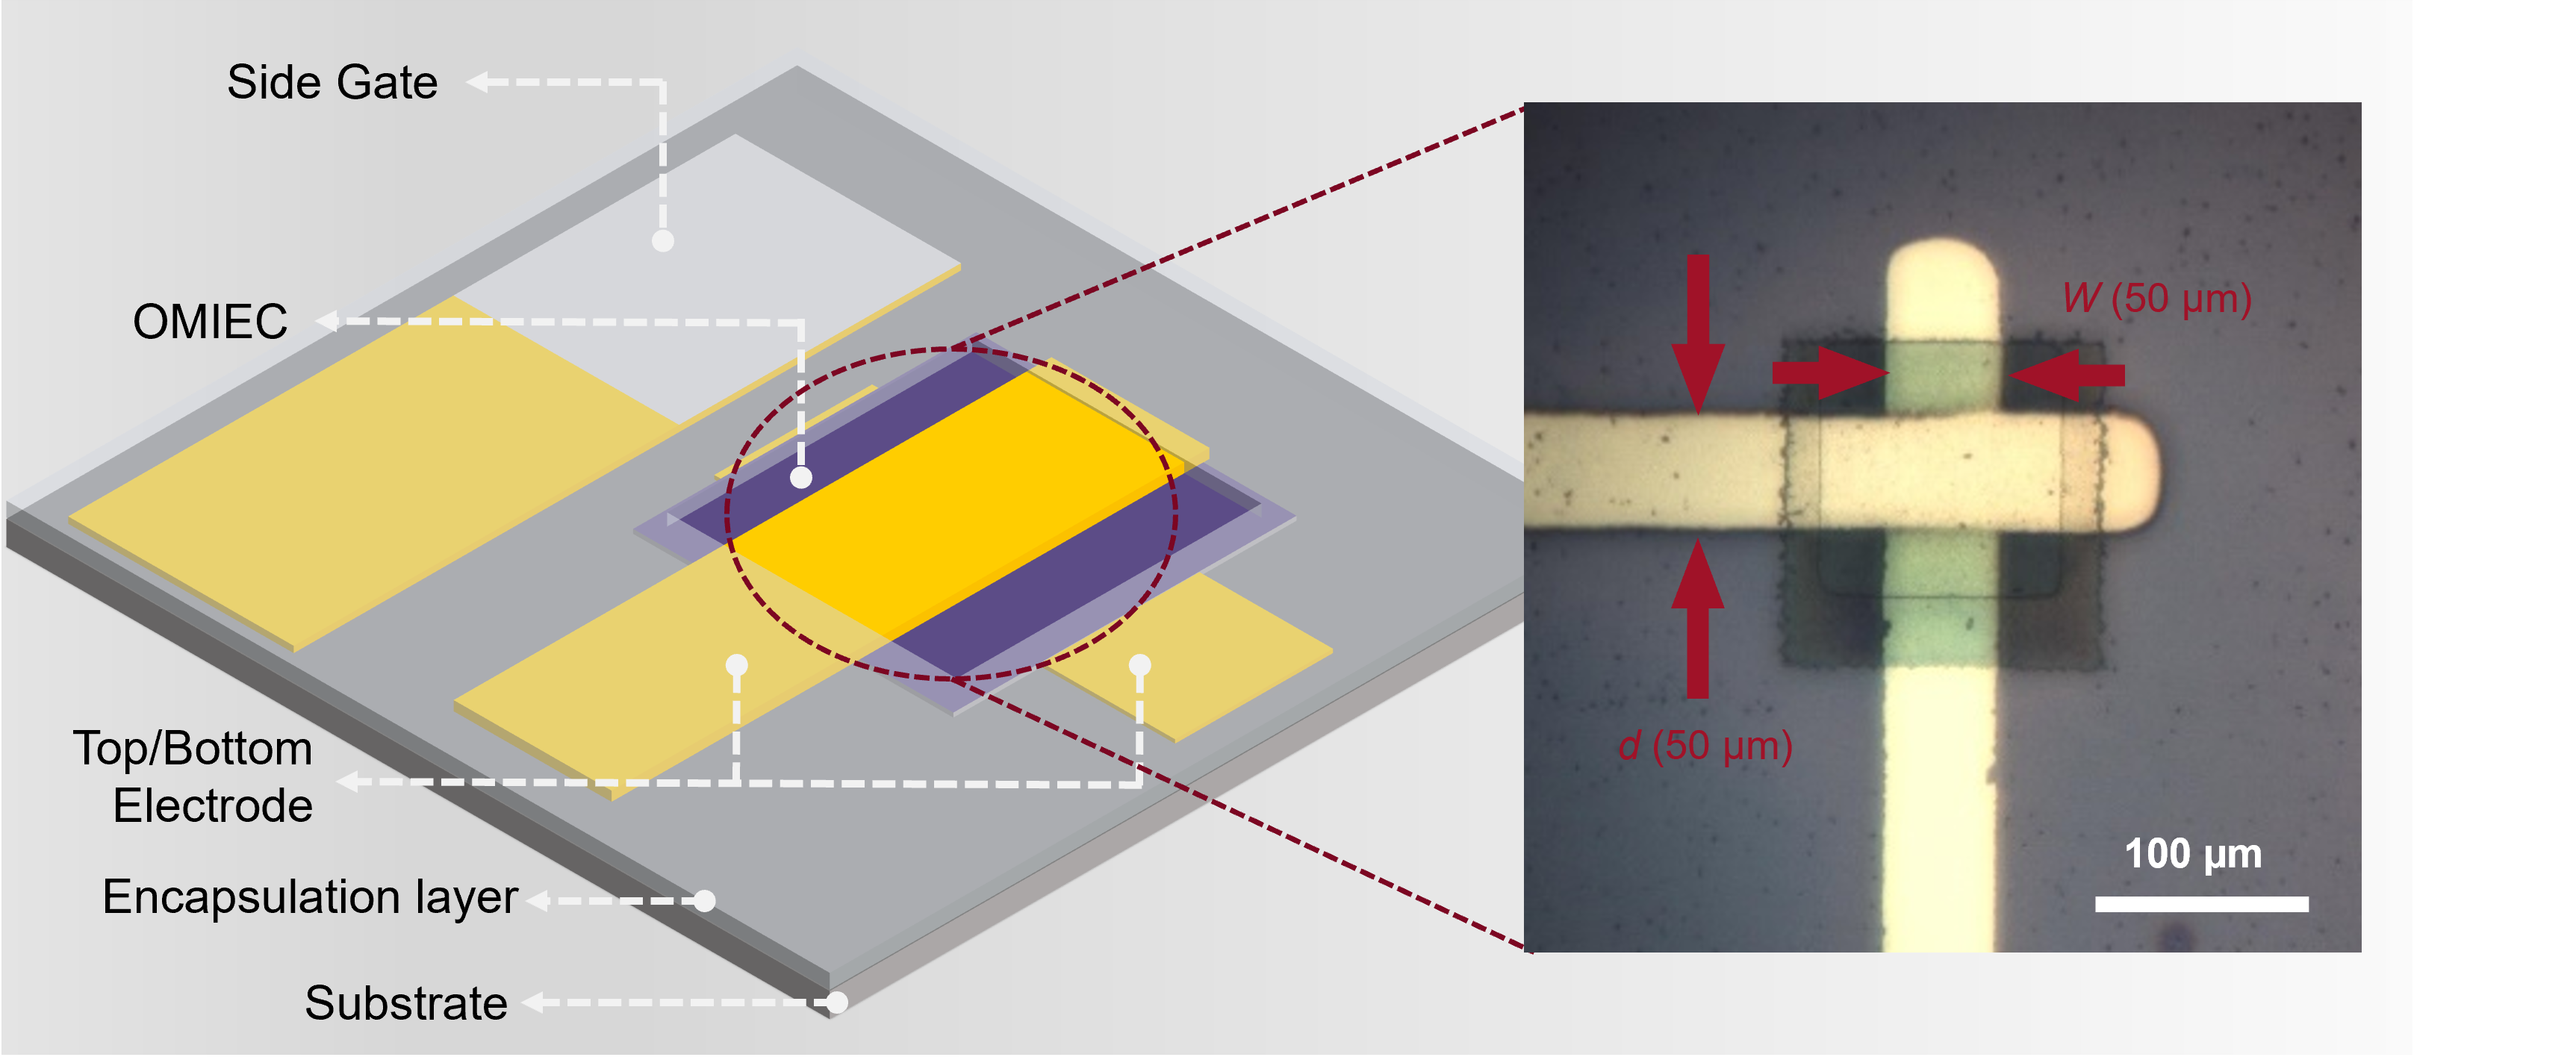 Side Gate
OMIEC
Top/Bottom
Electrode
Encapsulation layer
Substrate
W (50 µm)
d (50 µm)
100 µm